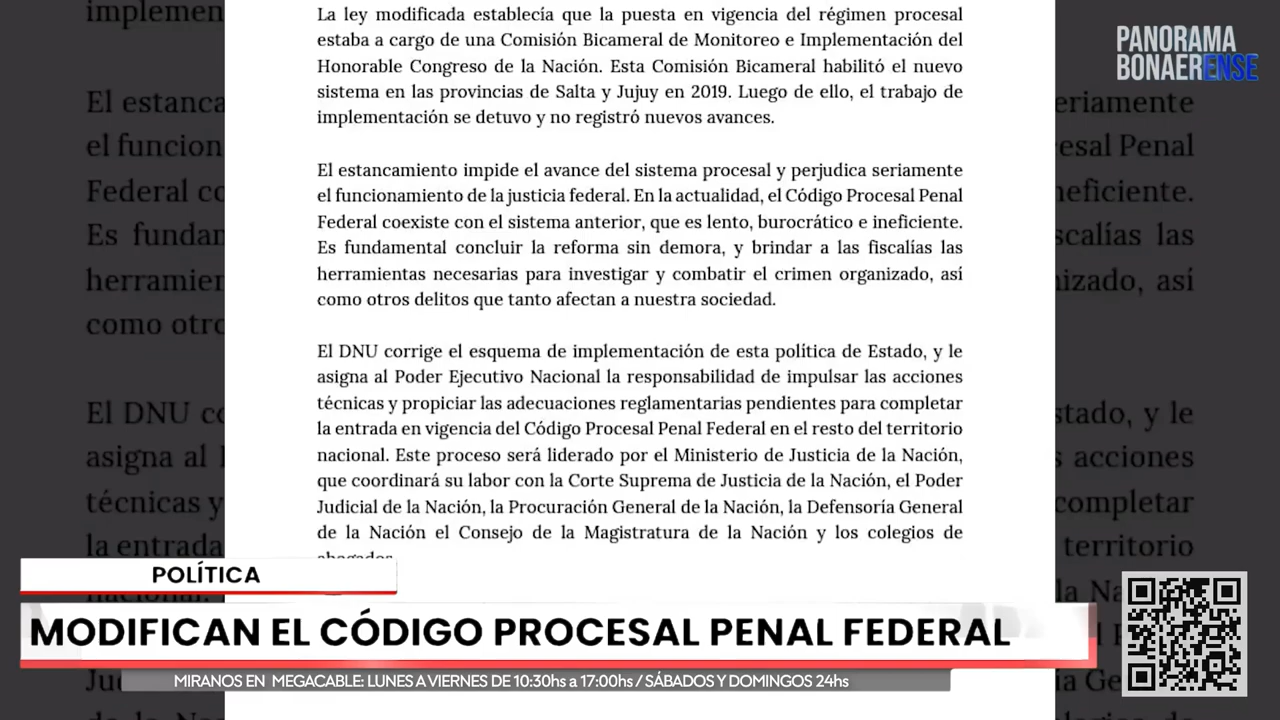 La ley modificada establecía que la puesta en vigencia del régimen procesal
estaba a cargo de una Comisión Bicameral de Monitoreo e Implementación del
Honorable Congreso de la Nación. Esta Comisión Bicameral habilitó el nuevo
sistema en las provincias de Salta y Jujuy en 2019. Luego de ello, el trabajo de
implementación se detuvo y no registró nuevos avances.
El estancamiento impide el avance del sistema procesal y perjudica seriamente
el funcionamiento de la justicia federal. En la actualidad, el Código Procesal Penal
Federal coexiste con el sistema anterior, que es lento, burocrático e ineficiente.
Es fundamental concluir la reforma sin demora, y brindar a las fiscalías las
herramientas necesarias para investigar y combatir el crimen organizado, así
como otros delitos que tanto afectan a nuestra sociedad.
El DNU corrige el esquema de implementación de esta política de Estado, y le
asigna al Poder Ejecutivo Nacional la responsabilidad de impulsar las acciones
técnicas y propiciar las adecuaciones reglamentarias pendientes para completar
la entrada en vigencia del Código Procesal Penal Federal en el resto del territorio
nacional. Este proceso será liderado por el Ministerio de Justicia de la Nación,
que coordinará su labor con la Corte Suprema de Justicia de la Nación, el Poder
Judicial de la Nación, la Procuración General de la Nación, la Defensoría General
de la Nación el Consejo de la Magistratura de la Nación y los colegios de
abogados.
PANORAMA
BONAERENSE
POLÍTICA
MODIFICAN EL CÓDIGO PROCESAL PENAL FEDERAL
MIRANOS EN MEGACABLE: LUNES A VIERNES DE 10:30hs a 17:00hs / SÁBADOS Y DOMINGOS 24hs